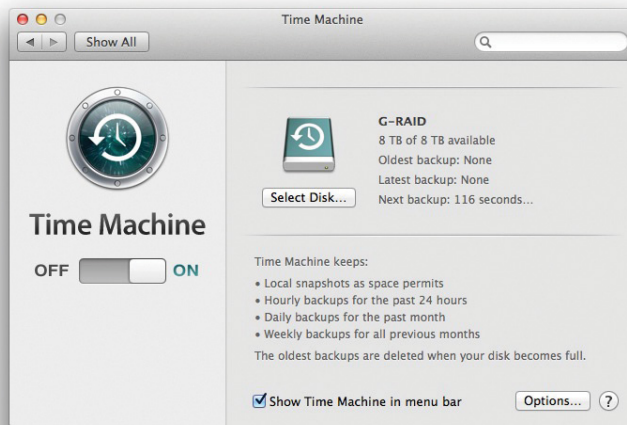 Time Machine
Show All
G-RAID
8 TB of 8 TB available
Oldest backup: None
Latest backup: None
Next backup: 116 seconds...
Select Disk...
Time Machine
OFF ON
Time Machine keeps:
• Local snapshots as space permits
• Hourly backups for the past 24 hours
• Daily backups for the past month
• Weekly backups for all previous months
The oldest backups are deleted when your disk becomes full.
Show Time Machine in menu bar
Options... ?